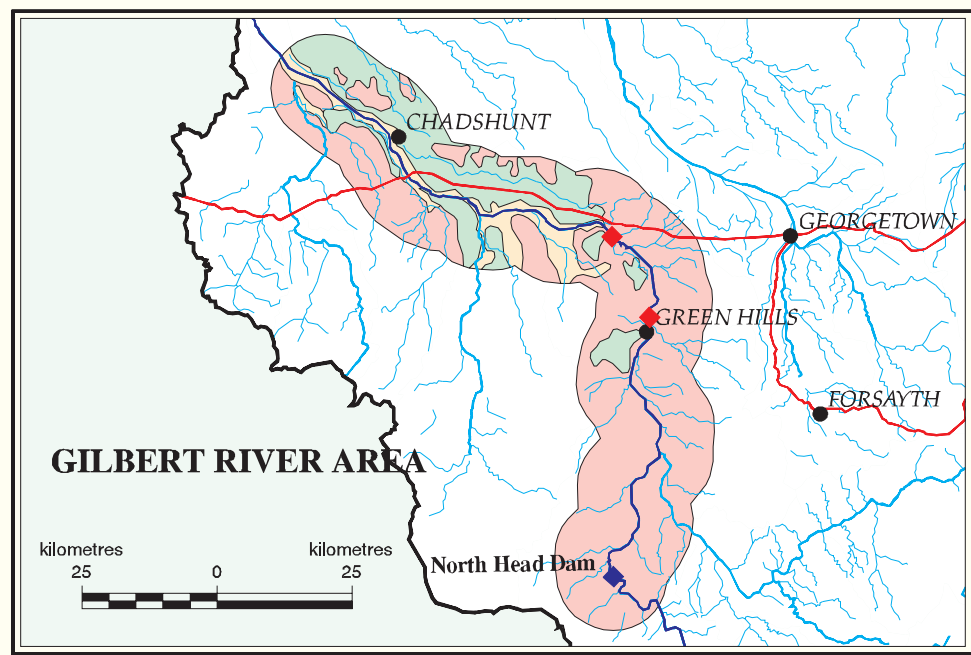 CHADSHUNT
GEORGETOWN
GREEN HILLS
FORSAYTH
GILBERT RIVER AREA
kilometres kilometres
25 0 25
North Head Dam